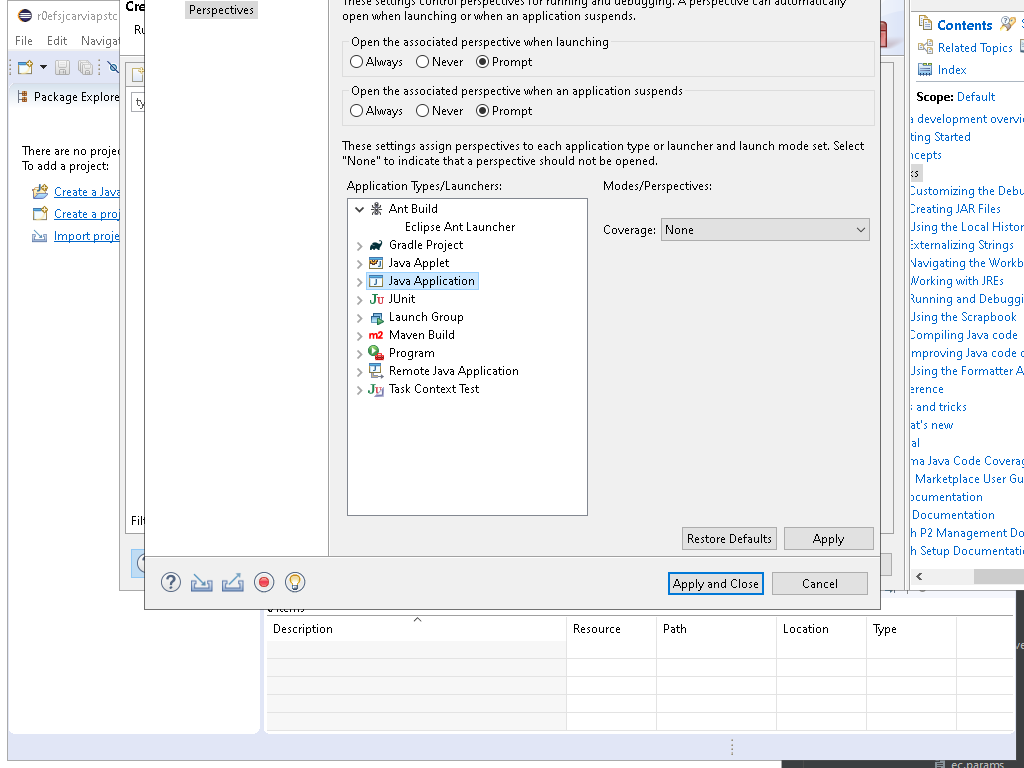 r0efsjcarviapstc
File Edit Navigat
Package Explore
There are no projec
To add a project:
Create a Java
Create a proj
Import proje
Cre
Ru
ty
Filt
Perspectives
These settings control perspectives for running and debugging. A perspective can automatically
open when launching or when an application suspends.
Open the associated perspective when launching
Always Never Prompt
Open the associated perspective when an application suspends
Always Never Prompt
These settings assign perspectives to each application type or launcher and launch mode set. Select
"None" to indicate that a perspective should not be opened.
Application Types/Launchers:
Modes/Perspectives:
Ant Build
Eclipse Ant Launcher
Gradle Project
Java Applet
Java Application
JUnit
Launch Group
Maven Build
Program
Remote Java Application
Task Context Test
Coverage: None
Restore Defaults Apply
Apply and Close Cancel
Contents
Related Topics
Index
Scope: Default
a development overvi
ting Started
ncepts
ks
Customizing the Debu
Creating JAR Files
Using the Local Histor
Externalizing Strings
Navigating the Workb
Working with JREs
Running and Debuggi
Using the Scrapbook
Compiling Java code
mproving Java code q
Using the Formatter A
erence
s and tricks
at's new
al
ma Java Code Coverag
Marketplace User Gu
ocumentation
Documentation
h P2 Management Do
h Setup Documentatio
0 items
Description Resource Path Location Type
ec.params